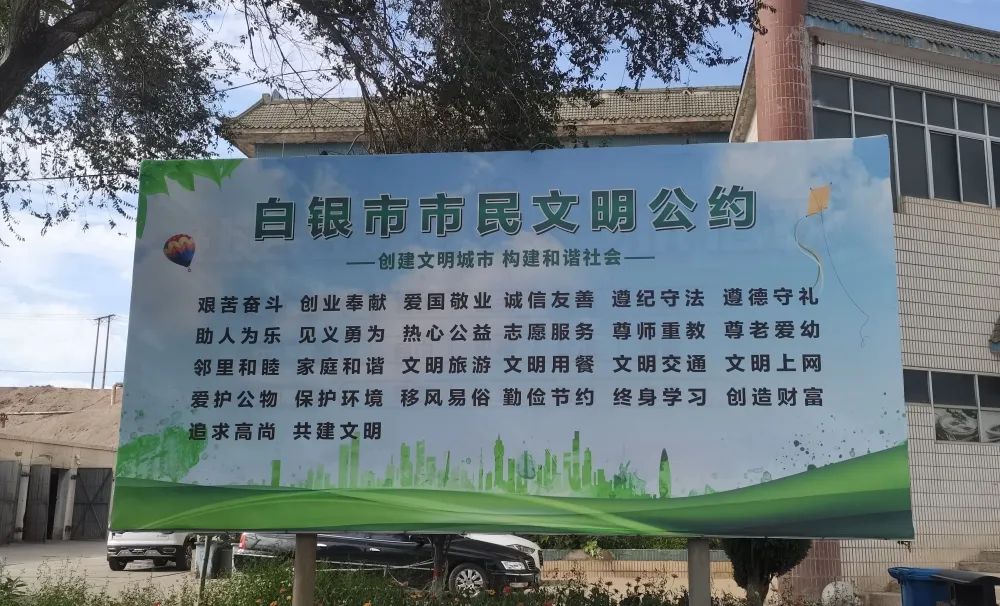 白银市市民文明公约
——创建文明城市 构建和谐社会——
艰苦奋斗 创业奉献 爱国敬业 诚信友善 遵纪守法 遵德守礼
助人为乐 见义勇为 热心公益 志愿服务 尊师重教 尊老爱幼
邻里和睦 家庭和谐 文明旅游 文明用餐 文明交通 文明上网
爱护公物 保护环境 移风易俗 勤俭节约 终身学习 创造财富
追求高尚 共建文明